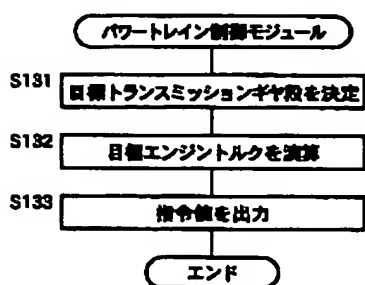 パワートレイン制御モジュール
S131
目標トランスミッションギヤ段を決定
S132
目標エンジントルクを演算
S133
指令値を出力
エンド